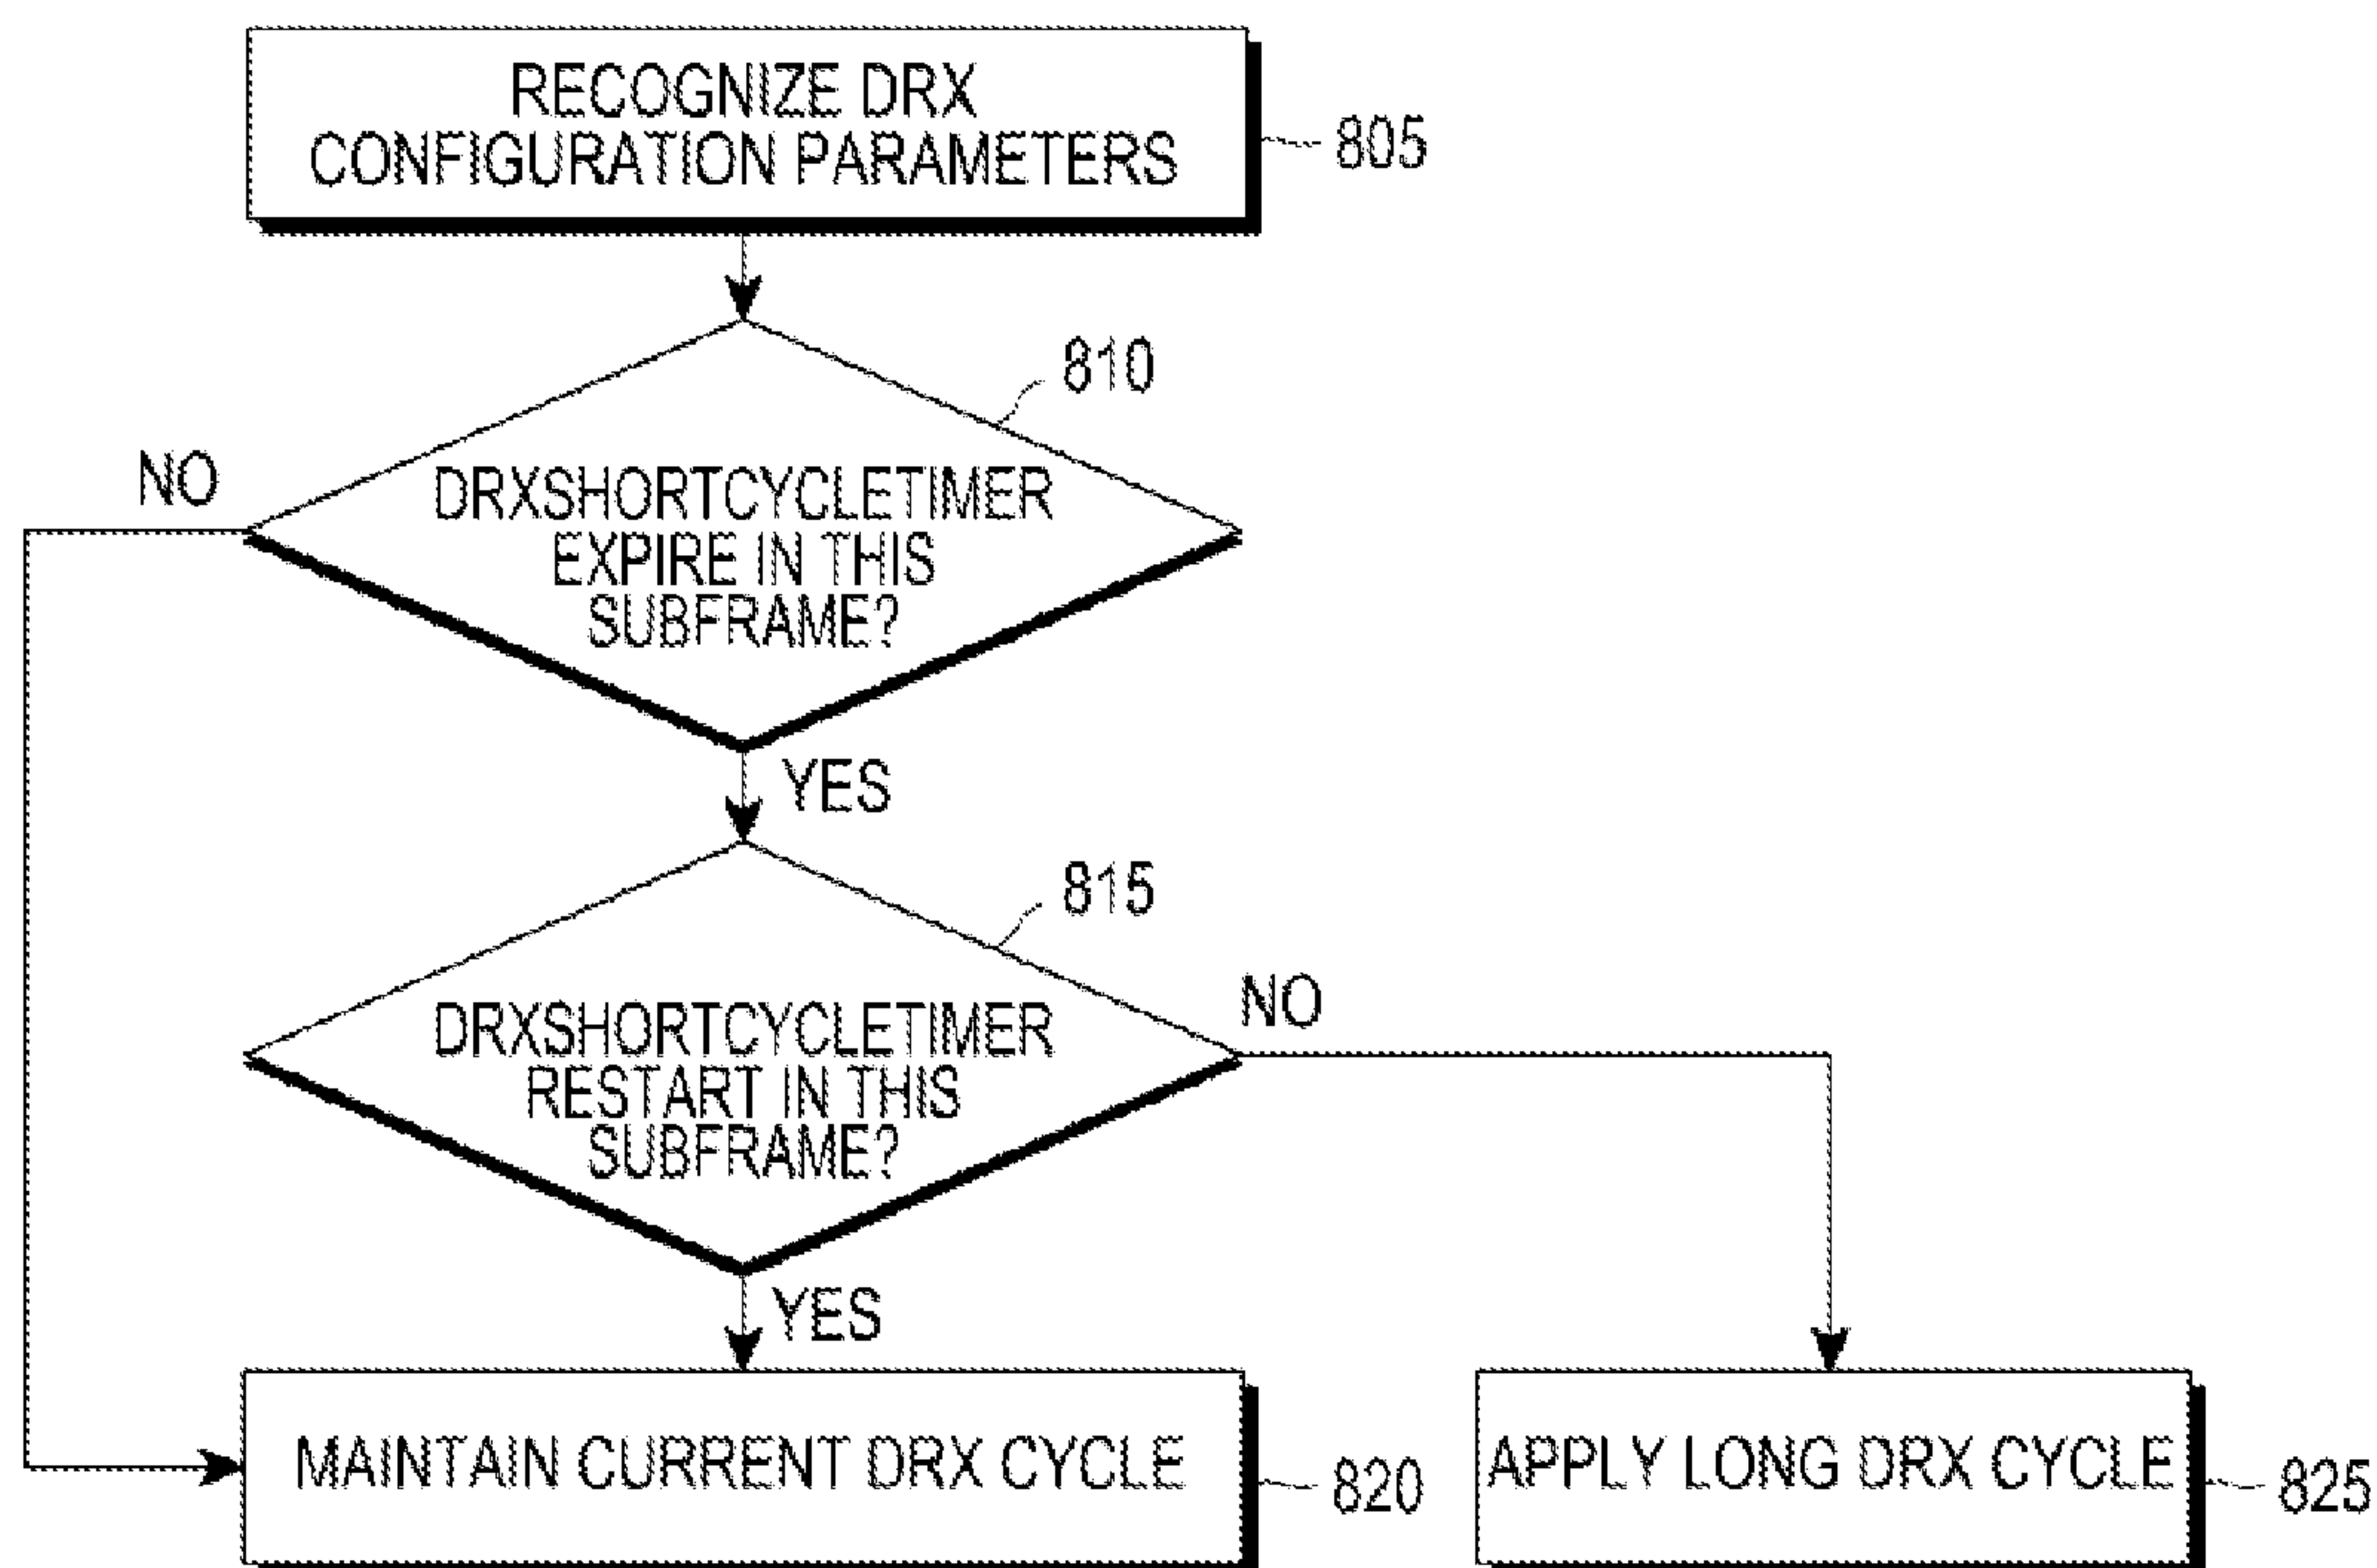 RECOGNIZE DRX
CONFIGURATION PARAMETERS
805
810
NO
DRXSHORTCYCLETIMER
EXPIRE IN THIS
SUBFRAME?
YES
815
NO
DRXSHORTCYCLETIMER
RESTART IN THIS
SUBFRAME?
YES
MAINTAIN CURRENT DRX CYCLE
820
APPLY LONG DRX CYCLE
825